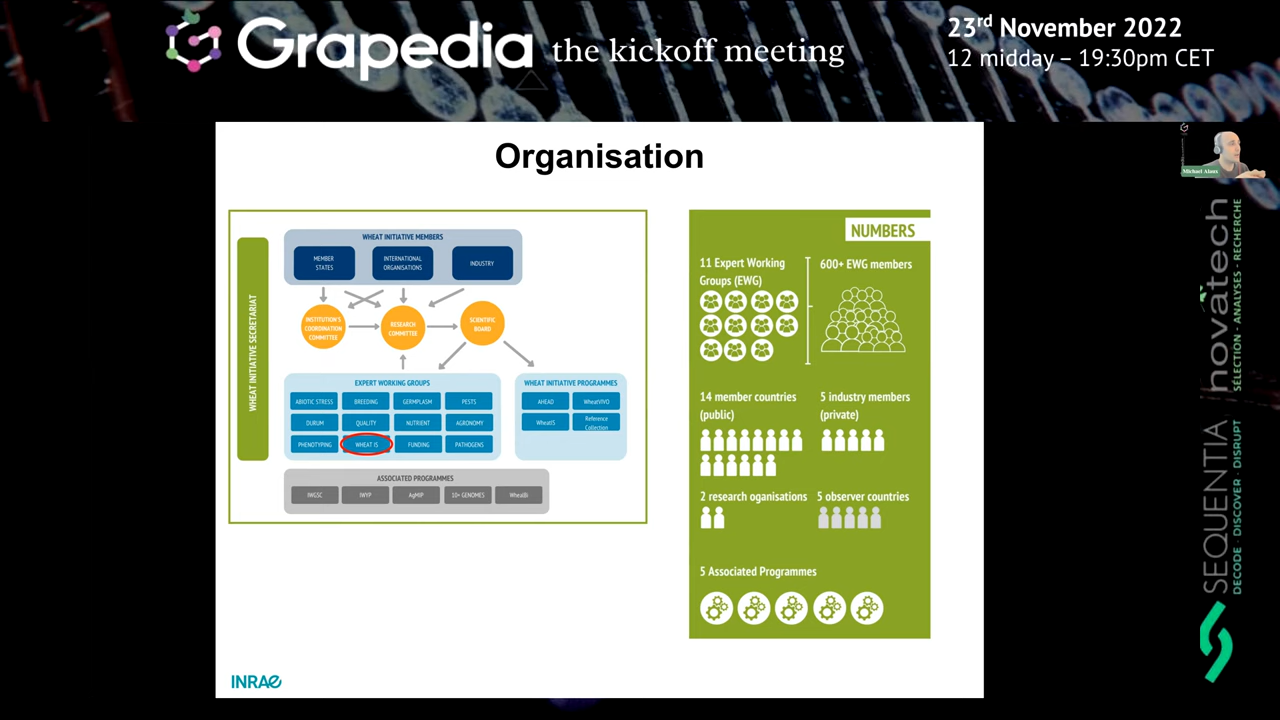 Grapedia the kickoff meeting
23rd November 2022
12 midday – 19:30pm CET
Organisation
WHEAT INITIATIVE SECRETARIAT
WHEAT INITIATIVE MEMBERS
MEMBER
STATES
INTERNATIONAL
ORGANISATIONS
INDUSTRY
INSTITUTION'S
COORDINATION
COMMITTEE
RESEARCH
COMMITTEE
SCIENTIFIC
BOARD
EXPERT WORKING GROUPS
ABIOTIC STRESS
BREEDING
GERMPLASM
PESTS
DURUM
QUALITY
NUTRIENT
AGRONOMY
PHENOTYPING
WHEAT IS
FUNDING
PATHOGENS
WHEAT INITIATIVE PROGRAMMES
AHEAD
WheatVIVO
WheatIS
Reference
Collection
ASSOCIATED PROGRAMMES
IWGSC
IWYP
AgMIP
10+ GENOMES
WheatBi
NUMBERS
11 Expert Working
Groups (EWG)
600+ EWG members
14 member countries
(public)
5 industry members
(private)
2 research oganisations
5 observer countries
5 Associated Programmes
INRAE
Michael Alaux
novatech
SÉLECTION - ANALYSES - RECHERCHE
SEQUENTIA
DECODE · DISCOVER · DISRUPT